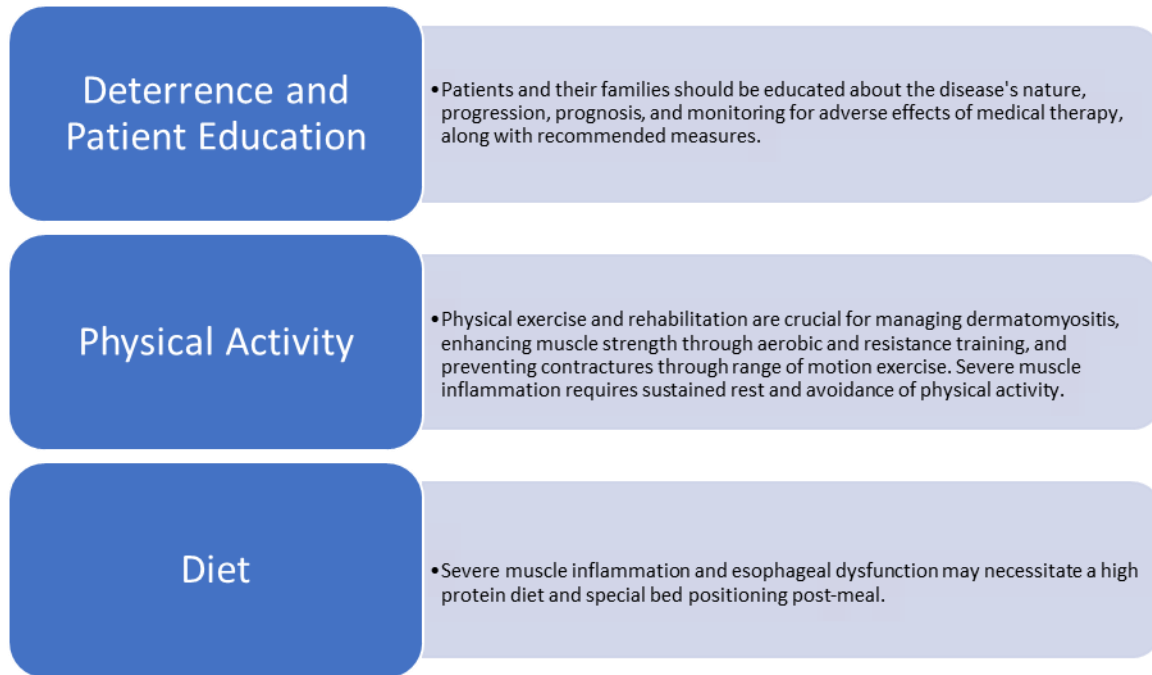 Deterrence and
Patient Education
•Patients and their families should be educated about the disease's nature,
progression, prognosis, and monitoring for adverse effects of medical therapy,
along with recommended measures.
Physical Activity
•Physical exercise and rehabilitation are crucial for managing dermatomyositis,
enhancing muscle strength through aerobic and resistance training, and
preventing contractures through range of motion exercise. Severe muscle
inflammation requires sustained rest and avoidance of physical activity.
Diet
•Severe muscle inflammation and esophageal dysfunction may necessitate a high
protein diet and special bed positioning post-meal.